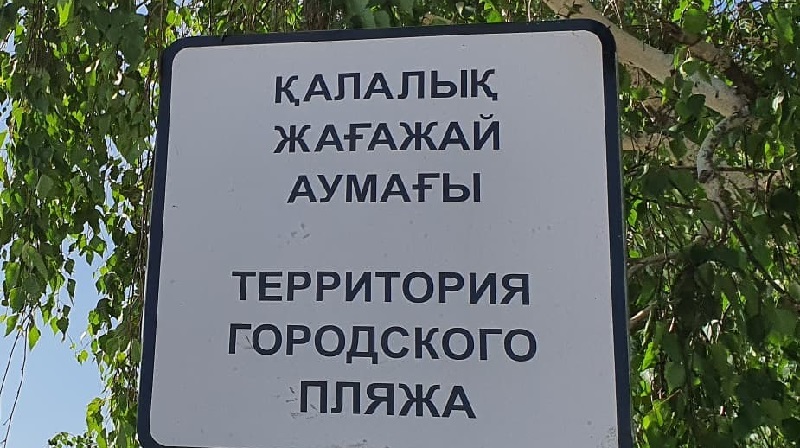 ҚАЛАЛЫҚ
ЖАҒАЖАЙ
АУМАҒЫ
ТЕРРИТОРИЯ
ГОРОДСКОГО
ПЛЯЖА